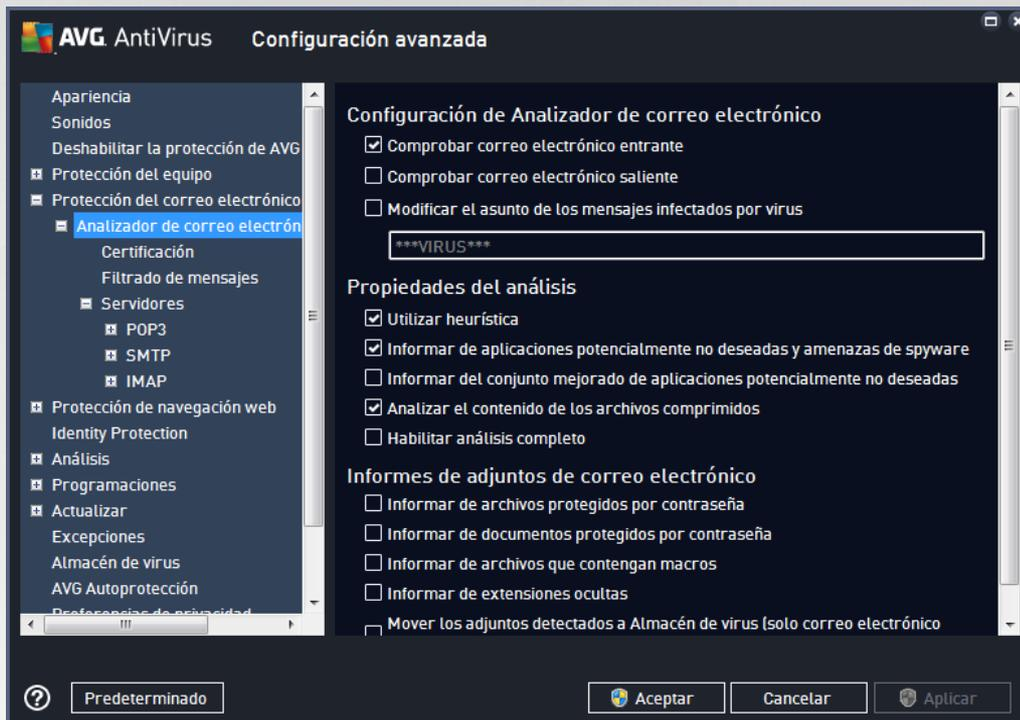 AVG AntiVirus Configuración avanzada
Apariencia
Sonidos
Deshabilitar la protección de AVG
Protección del equipo
Protección del correo electrónico
Analizador de correo electrón
Certificación
Filtrado de mensajes
Servidores
POP3
SMTP
IMAP
Protección de navegación web
Identity Protection
Análisis
Programaciones
Actualizar
Excepciones
Almacén de virus
AVG Autoprotección
Preferencias de privacidad
Configuración de Analizador de correo electrónico
Comprobar correo electrónico entrante
Comprobar correo electrónico saliente
Modificar el asunto de los mensajes infectados por virus
***VIRUS***
Propiedades del análisis
Utilizar heurística
Informar de aplicaciones potencialmente no deseadas y amenazas de spyware
Informar del conjunto mejorado de aplicaciones potencialmente no deseadas
Analizar el contenido de los archivos comprimidos
Habilitar análisis completo
Informes de adjuntos de correo electrónico
Informar de archivos protegidos por contraseña
Informar de documentos protegidos por contraseña
Informar de archivos que contengan macros
Informar de extensiones ocultas
Mover los adjuntos detectados a Almacén de virus (solo correo electrónico
Predeterminado
Aceptar
Cancelar
Aplicar